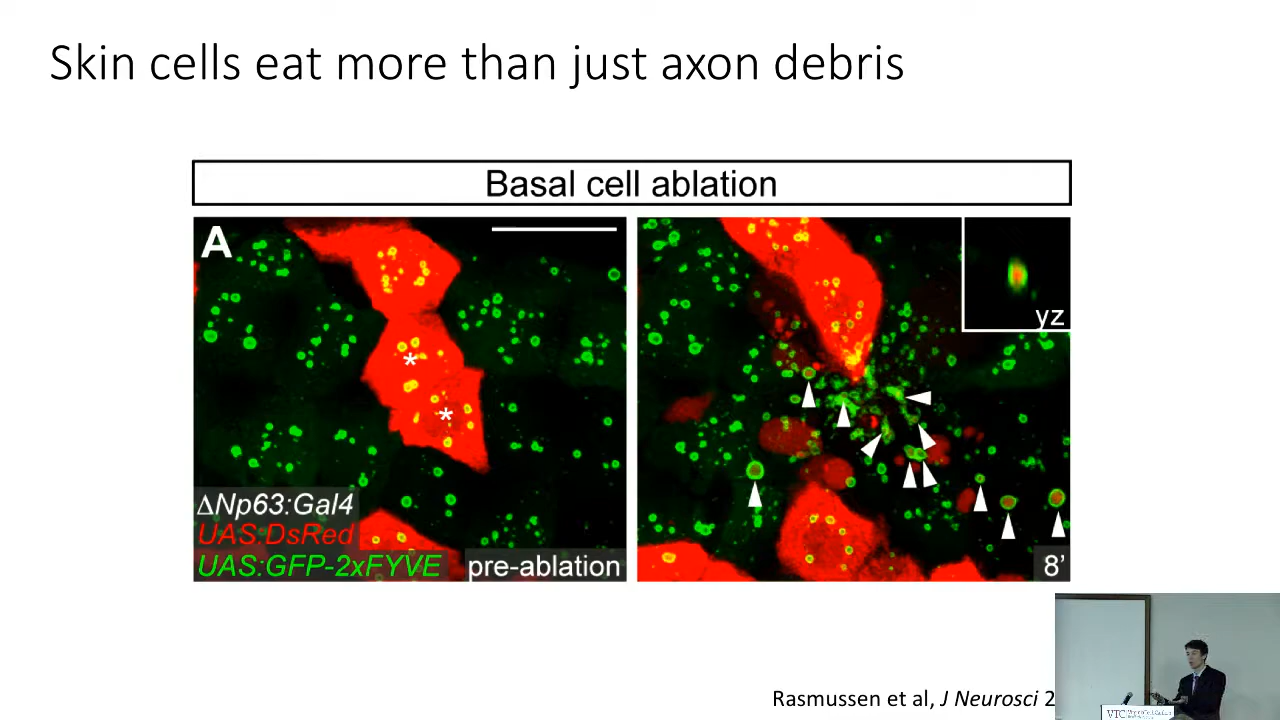 Skin cells eat more than just axon debris
Basal cell ablation
A
yz
*
*
ΔNp63:Gal4
UAS:DsRed
UAS:GFP-2xFYVE
pre-ablation
8’
Rasmussen et al, J Neurosci 2
VTC